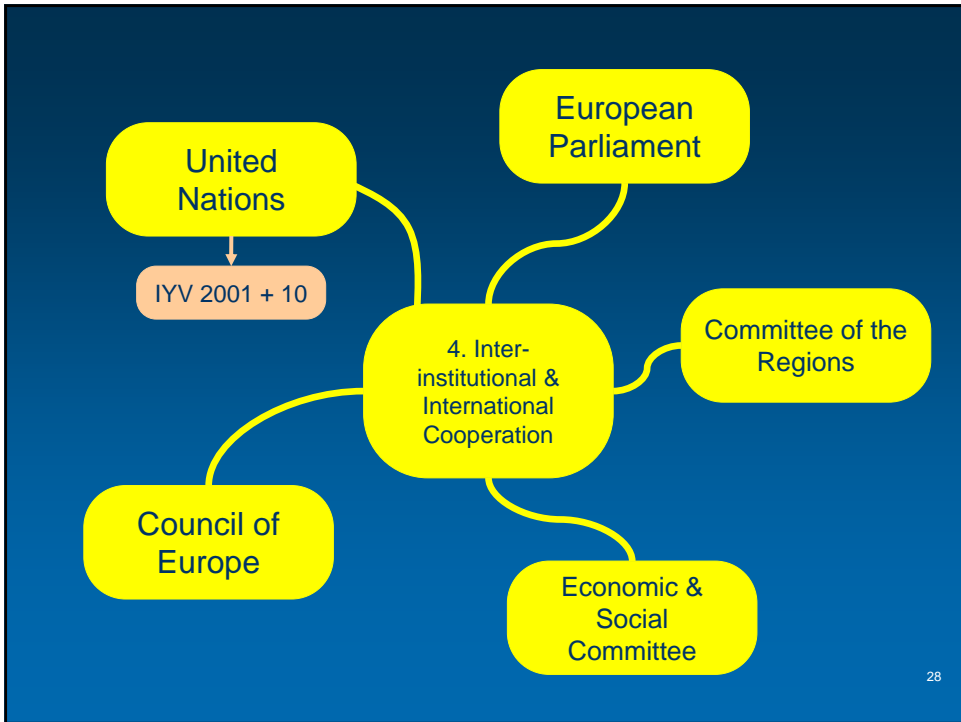 European
Parliament
United
Nations
IYV 2001 + 10
Committee of the
Regions
4. Inter-
institutional &
International
Cooperation
Council of
Europe
Economic &
Social
Committee
28